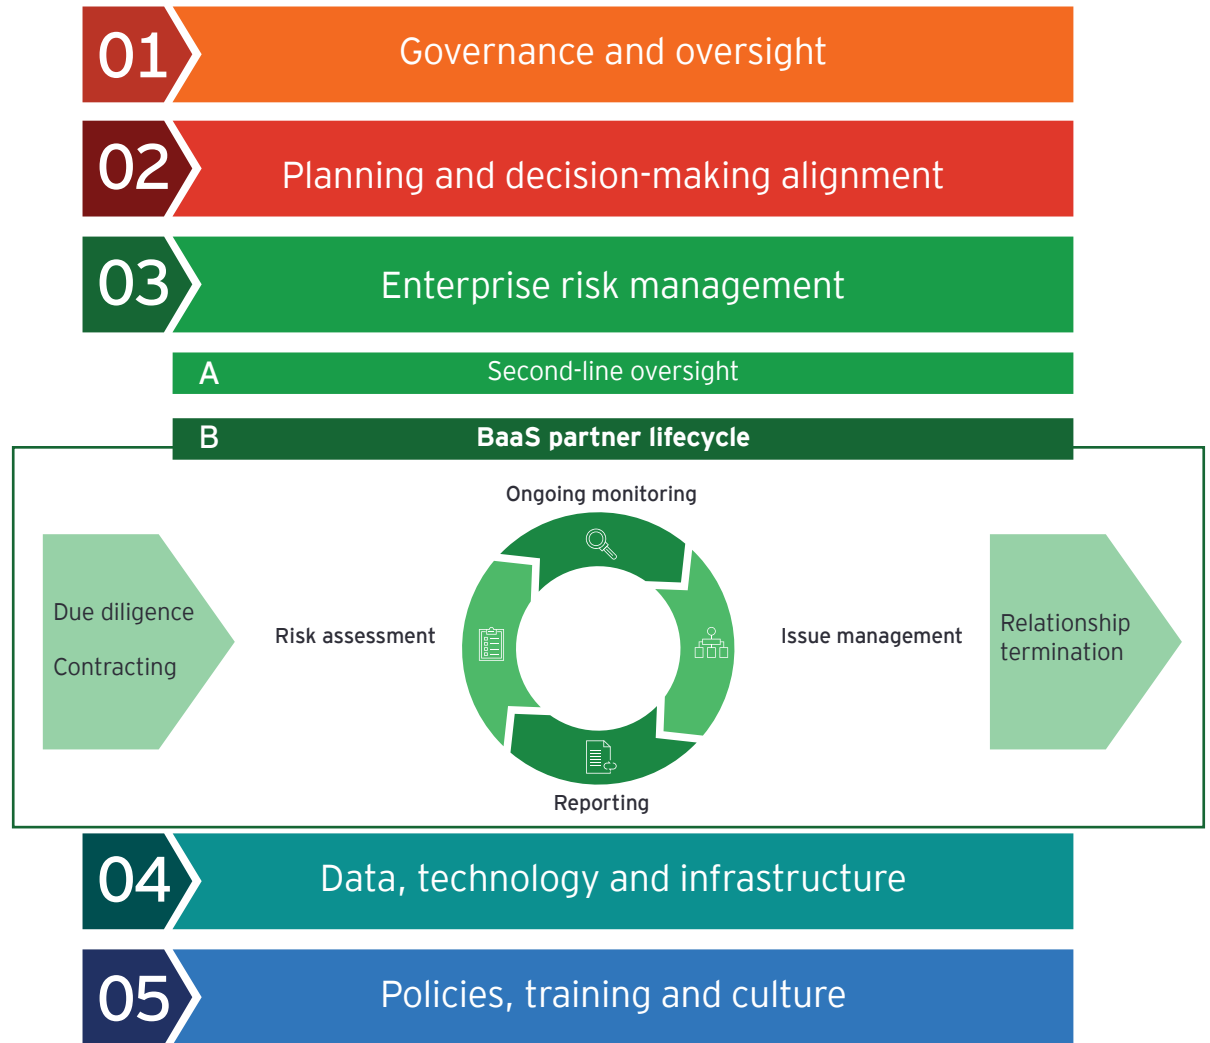 01
Governance and oversight
02
Planning and decision-making alignment
03
Enterprise risk management
A
Second-line oversight
B
BaaS partner lifecycle
Due diligence
Contracting
Risk assessment
Ongoing monitoring
Issue management
Reporting
Relationship
termination
04
Data, technology and infrastructure
05
Policies, training and culture